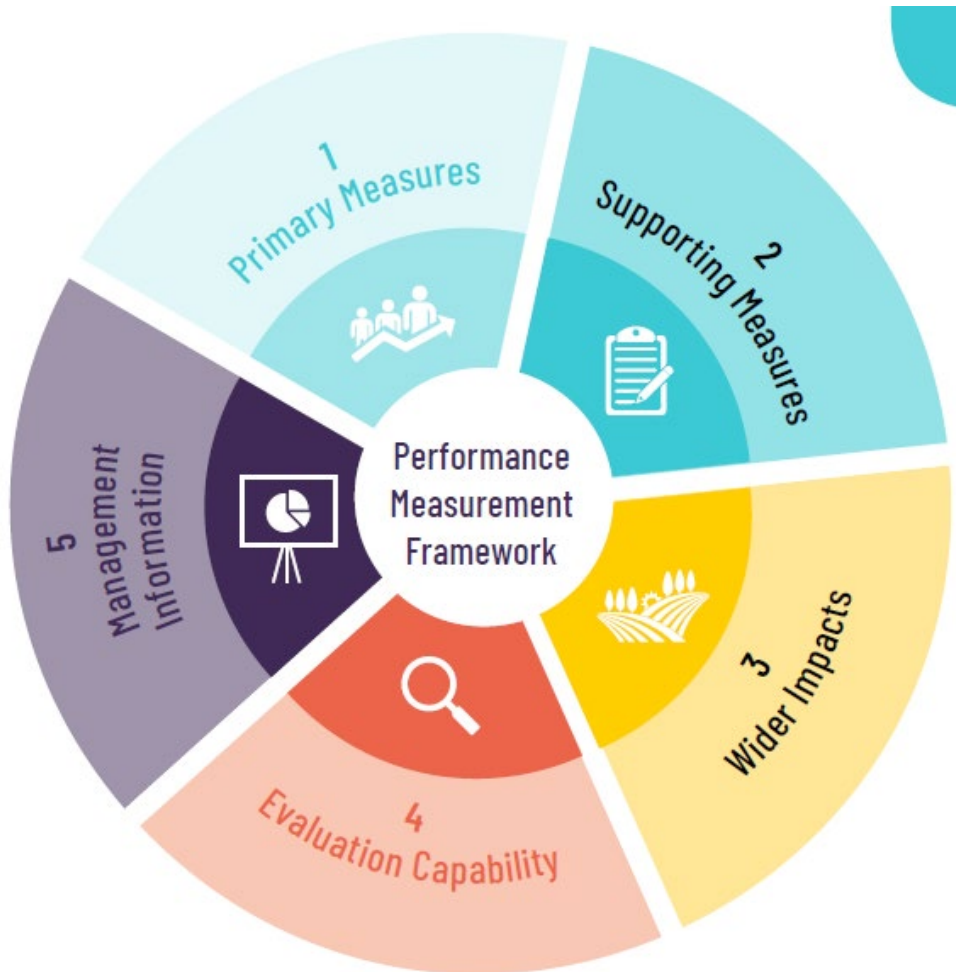 Performance
Measurement
Framework
1
Primary Measures
2
Supporting Measures
3
Wider Impacts
4
Evaluation Capability
5
Management
Information